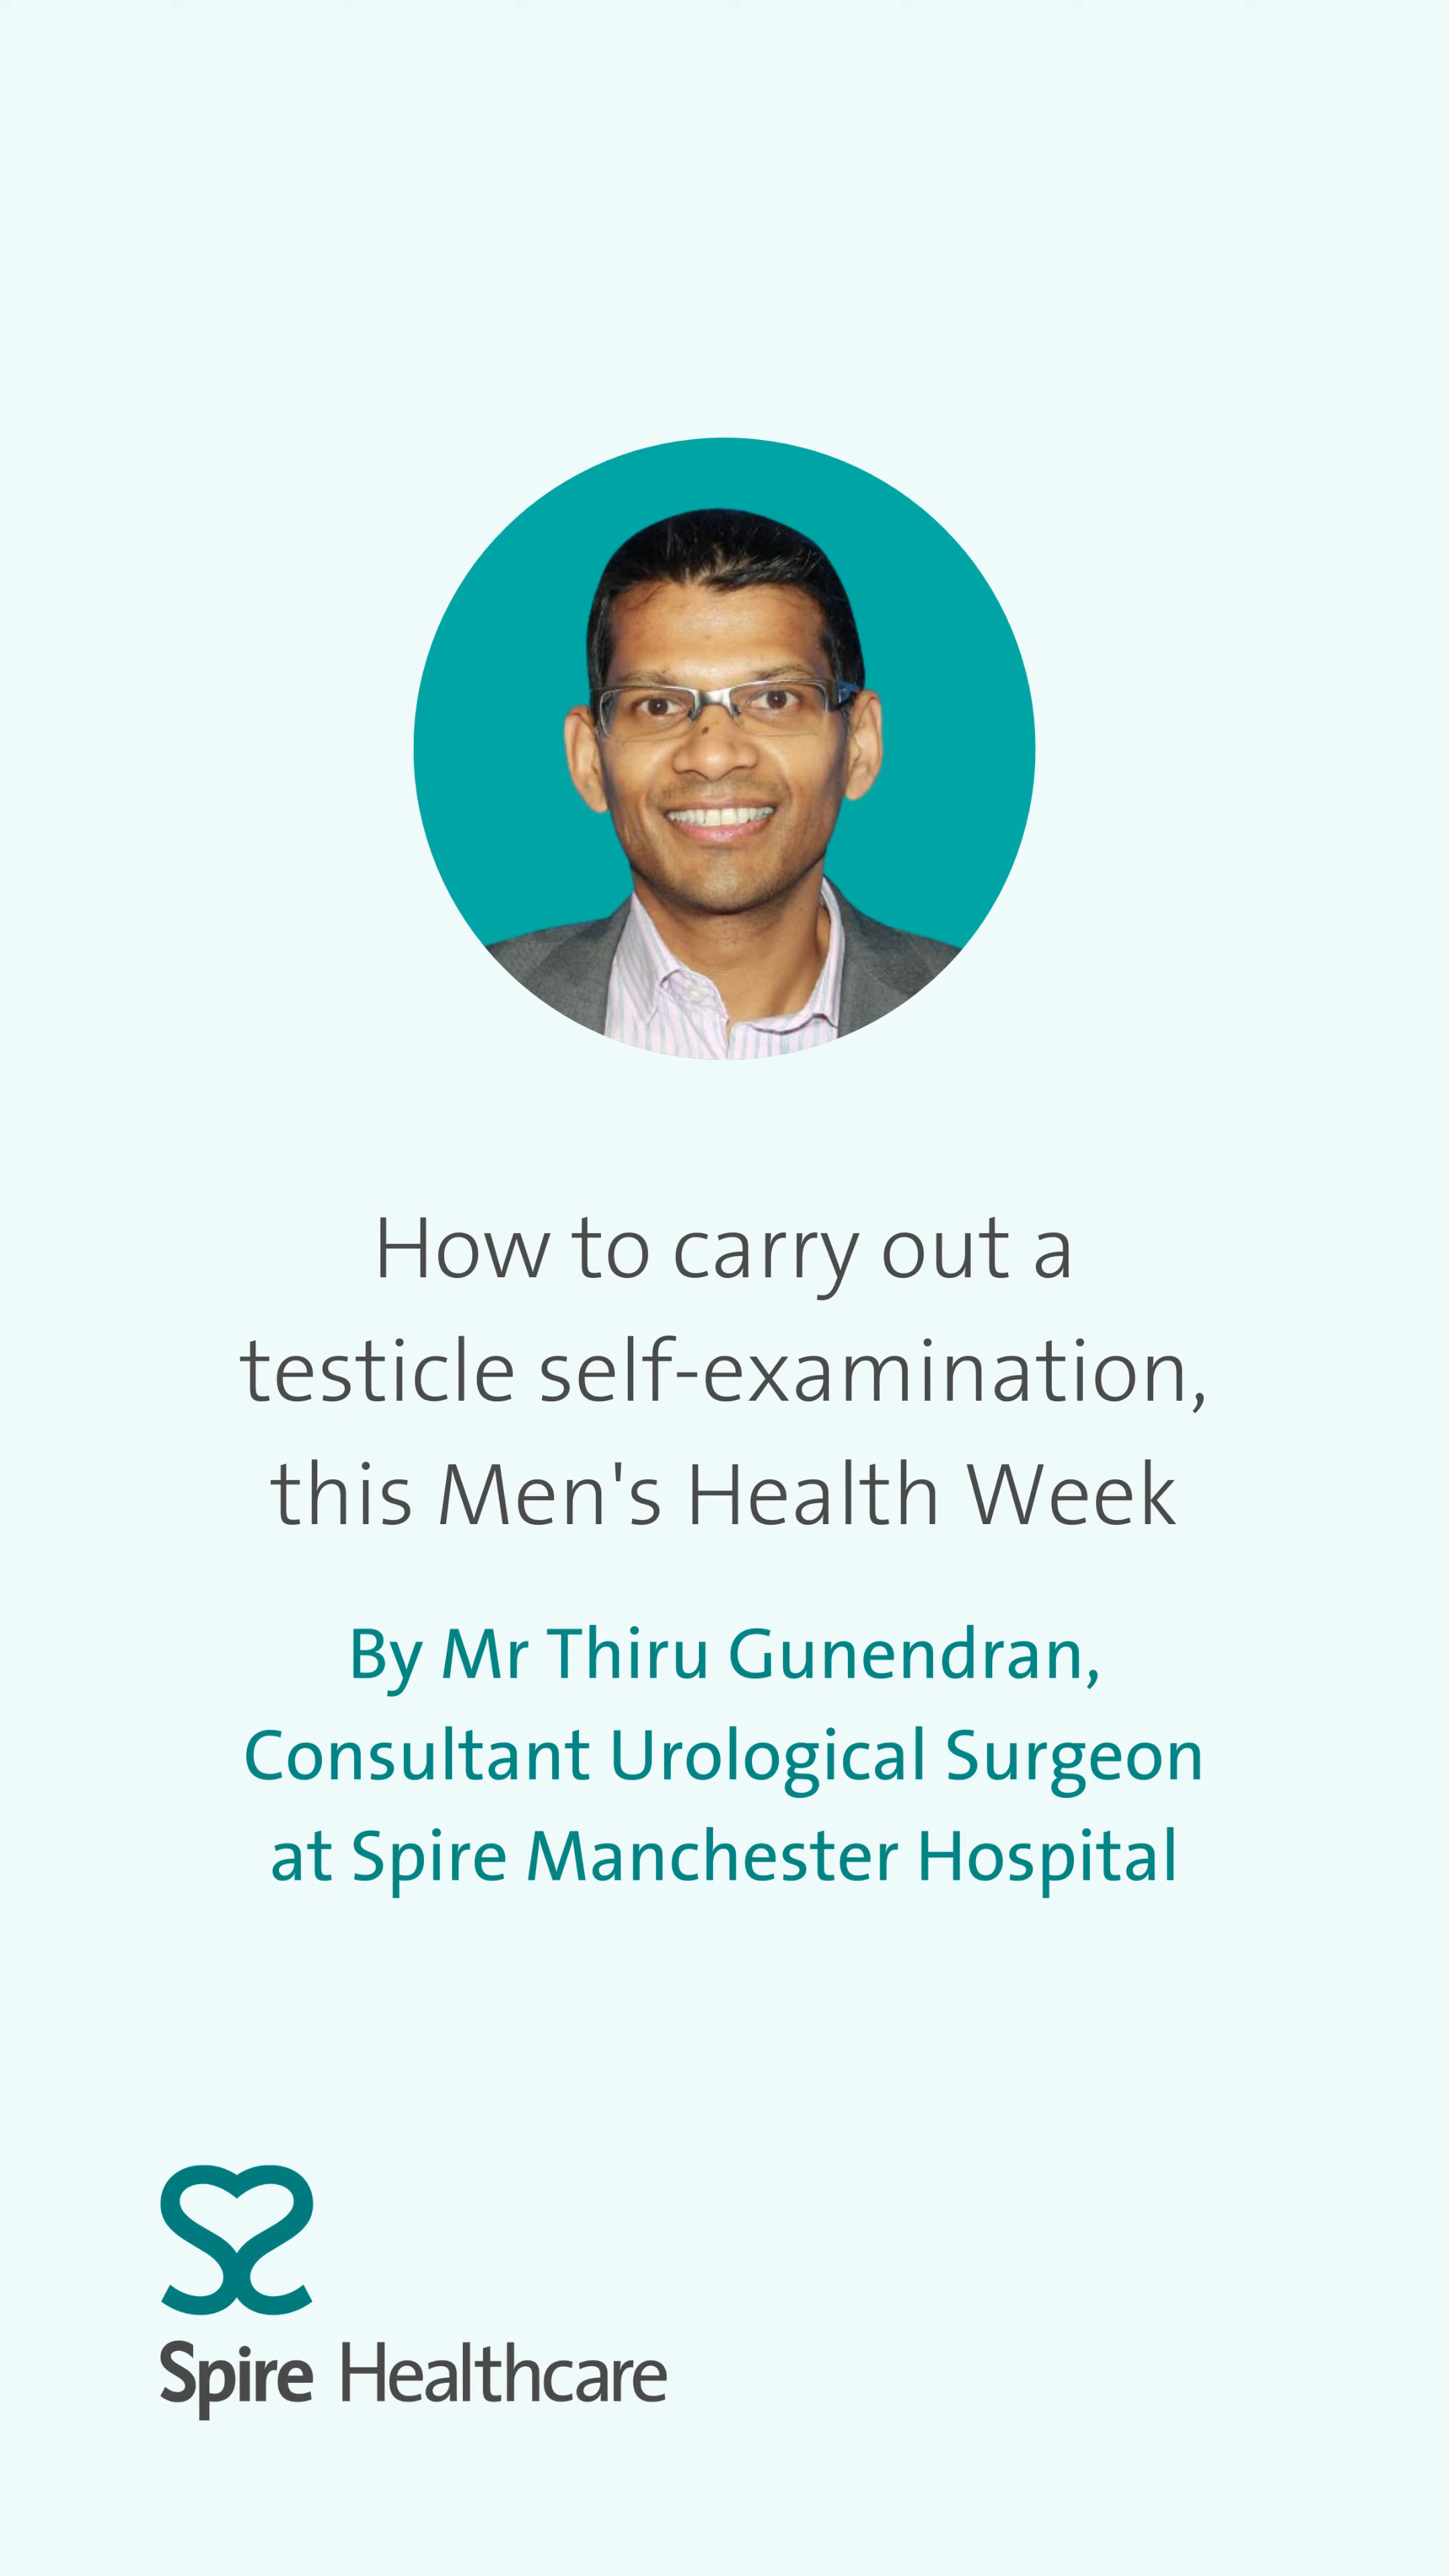 How to carry out a
testicle self-examination,
this Men's Health Week
By Mr Thiru Gunendran,
Consultant Urological Surgeon
at Spire Manchester Hospital
Spire Healthcare